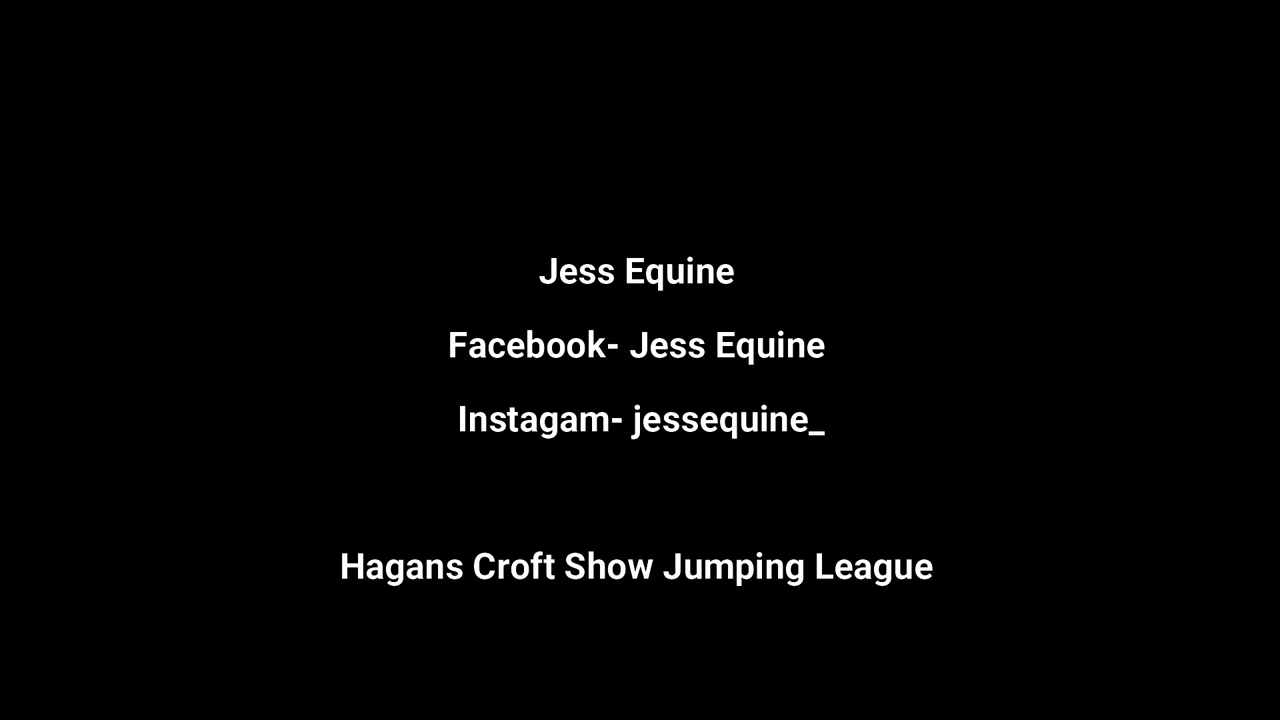 Jess Equine
Facebook- Jess Equine
Instagam- jessequine_
Hagans Croft Show Jumping League